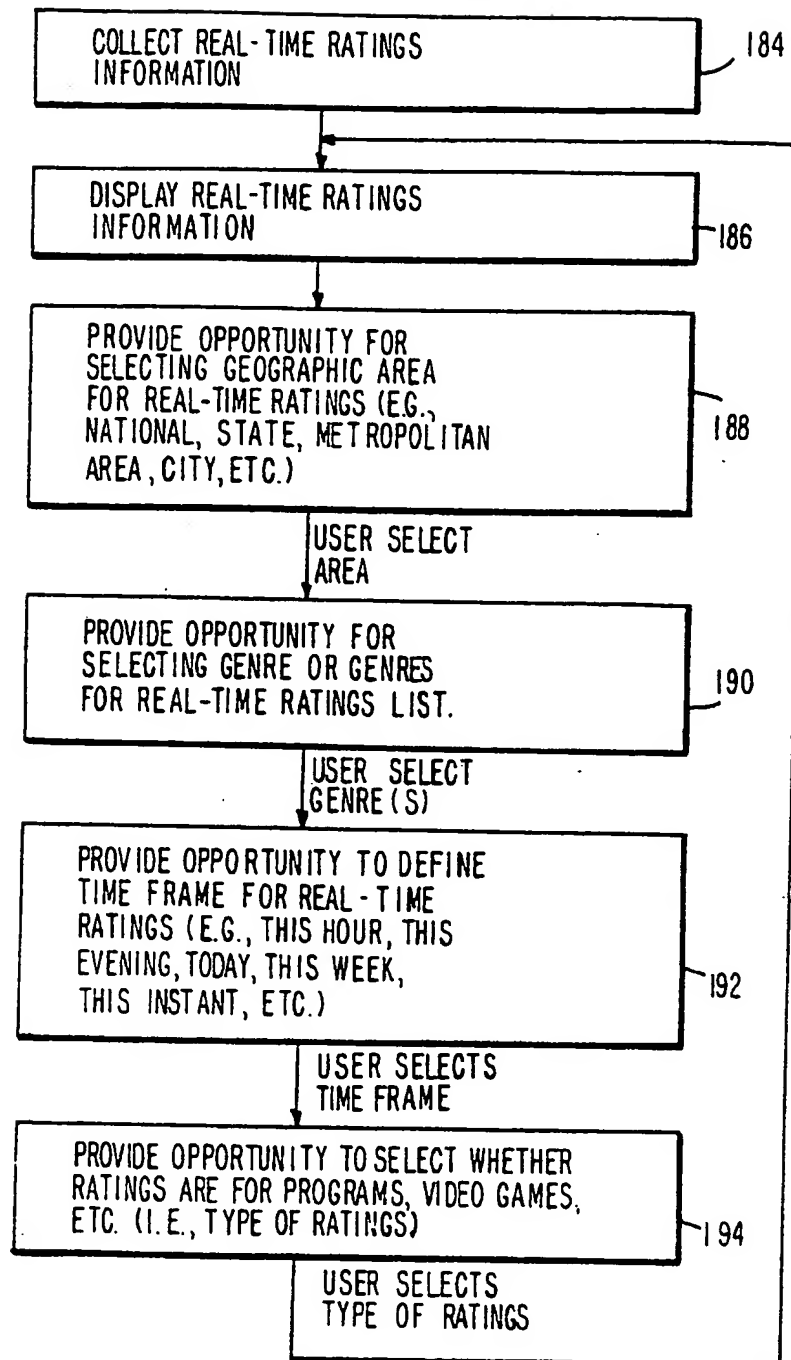 COLLECT REAL-TIME RATINGS
INFORMATION
184
DISPLAY REAL-TIME RATINGS
INFORMATION
186
PROVIDE OPPORTUNITY FOR
SELECTING GEOGRAPHIC AREA
FOR REAL-TIME RATINGS (E.G.,
NATIONAL, STATE, METROPOLITAN
AREA, CITY, ETC.)
188
USER SELECT
AREA
PROVIDE OPPORTUNITY FOR
SELECTING GENRE OR GENRES
FOR REAL-TIME RATINGS LIST.
190
USER SELECT
GENRE(S)
PROVIDE OPPORTUNITY TO DEFINE
TIME FRAME FOR REAL-TIME
RATINGS (E.G., THIS HOUR, THIS
EVENING, TODAY, THIS WEEK,
THIS INSTANT, ETC.)
192
USER SELECTS
TIME FRAME
PROVIDE OPPORTUNITY TO SELECT WHETHER
RATINGS ARE FOR PROGRAMS, VIDEO GAMES,
ETC. (I.E., TYPE OF RATINGS)
194
USER SELECTS
TYPE OF RATINGS